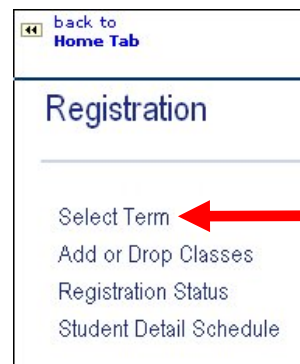 back to
Home Tab
Registration
Select Term
Add or Drop Classes
Registration Status
Student Detail Schedule